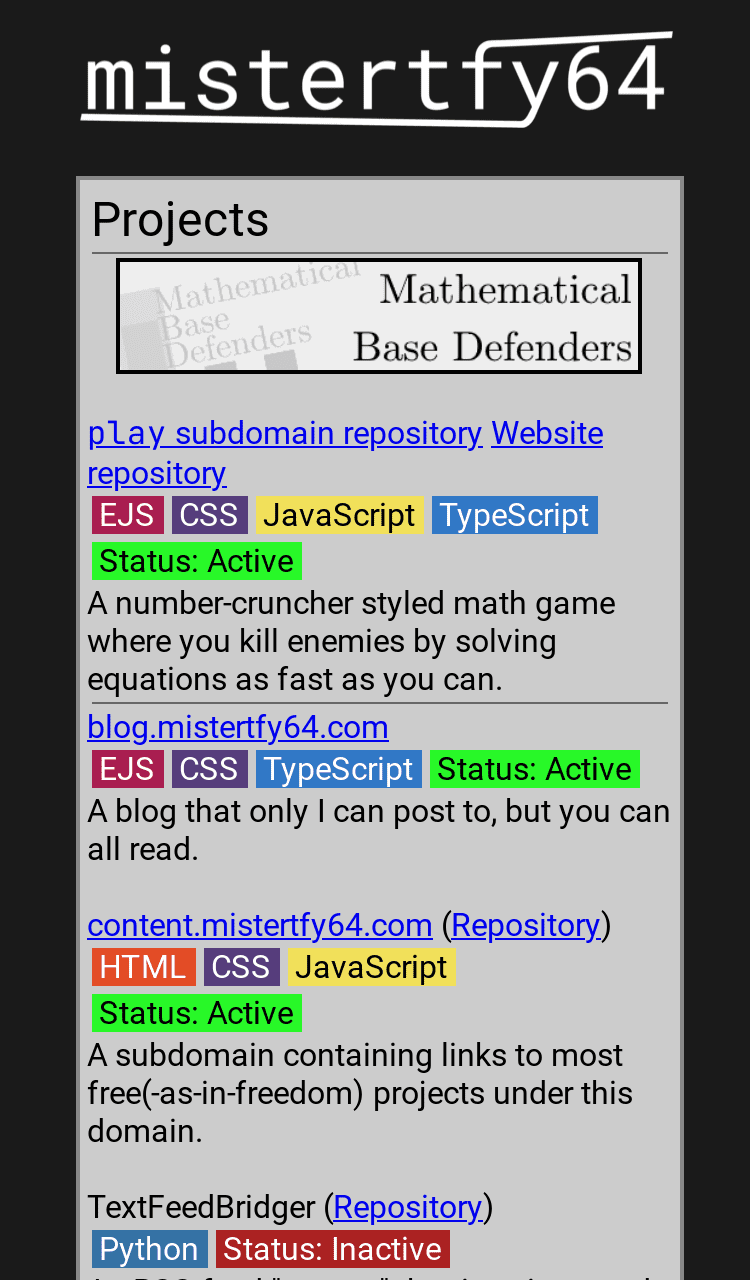 mistertfy64
Projects
Mathematical
Base
Defenders
Mathematical
Base Defenders
play subdomain repository Website
repository
EJS CSS JavaScript TypeScript
Status: Active
A number-cruncher styled math game
where you kill enemies by solving
equations as fast as you can.
blog.mistertfy64.com
EJS CSS TypeScript Status: Active
A blog that only I can post to, but you can
all read.
content.mistertfy64.com (Repository)
HTML CSS JavaScript
Status: Active
A subdomain containing links to most
free(-as-in-freedom) projects under this
domain.
TextFeedBridger (Repository)
Python Status: Inactive